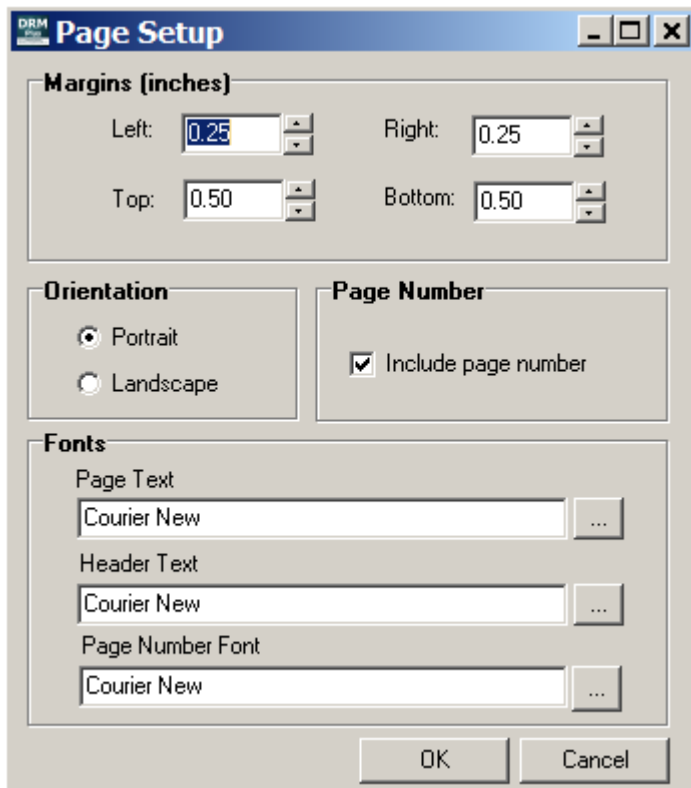 DRM Plus Page Setup
Margins (inches)
Left: 0.25 Right: 0.25
Top: 0.50 Bottom: 0.50
Orientation Page Number
Portrait
Include page number
Landscape
Fonts
Page Text
Courier New ...
Header Text
Courier New ...
Page Number Font
Courier New ...
OK Cancel